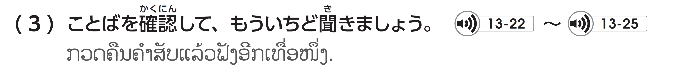 （3）ことばを確認して、もういちど聞きましょう。 13-22 ～ 13-25
ກວດຄືນຄຳສັບແລ້ວຟັງອີກເທື່ອໜຶ່ງ.